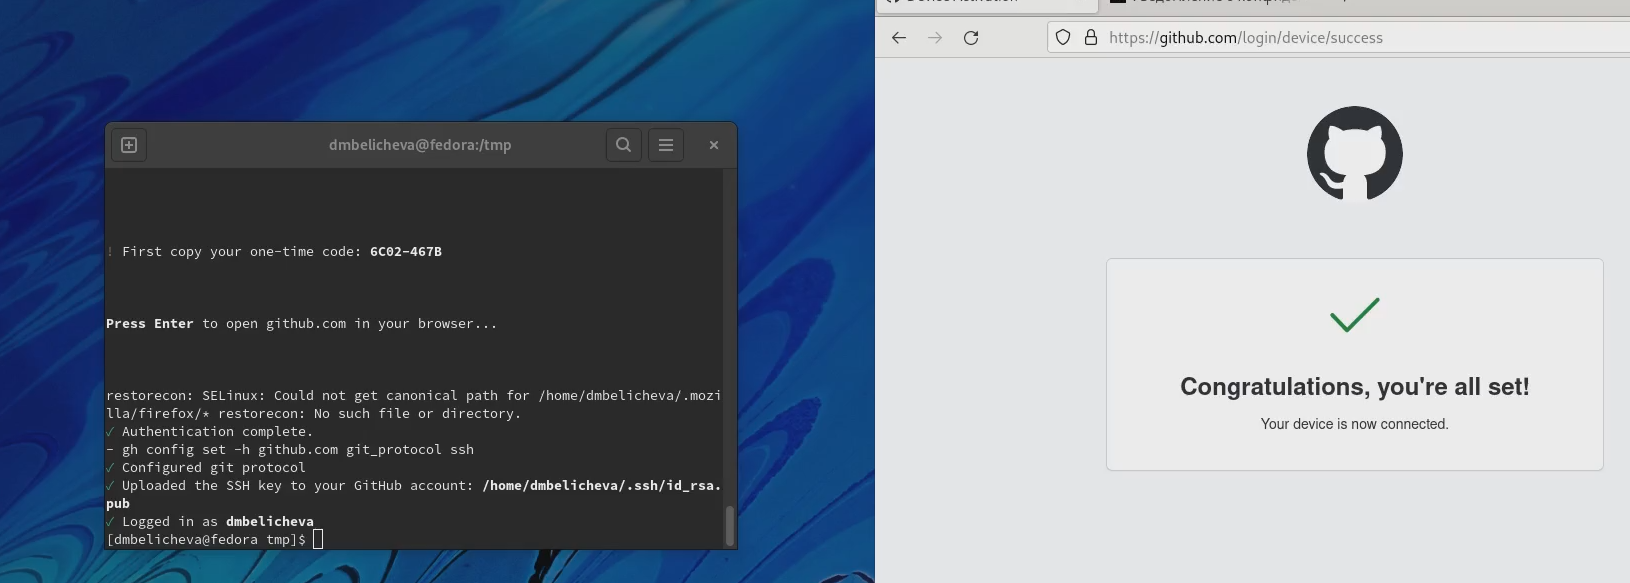 dmbelicheva@fedora:/tmp
! First copy your one-time code: 6C02-467B
Press Enter to open github.com in your browser...
restorecon: SELinux: Could not get canonical path for /home/dmbelicheva/.mozi
lla/firefox/* restorecon: No such file or directory.
✓ Authentication complete.
- gh config set -h github.com git_protocol ssh
✓ Configured git protocol
✓ Uploaded the SSH key to your GitHub account: /home/dmbelicheva/.ssh/id_rsa.
pub
✓ Logged in as dmbelicheva
[dmbelicheva@fedora tmp]$
https://github.com/login/device/success
Congratulations, you're all set!
Your device is now connected.